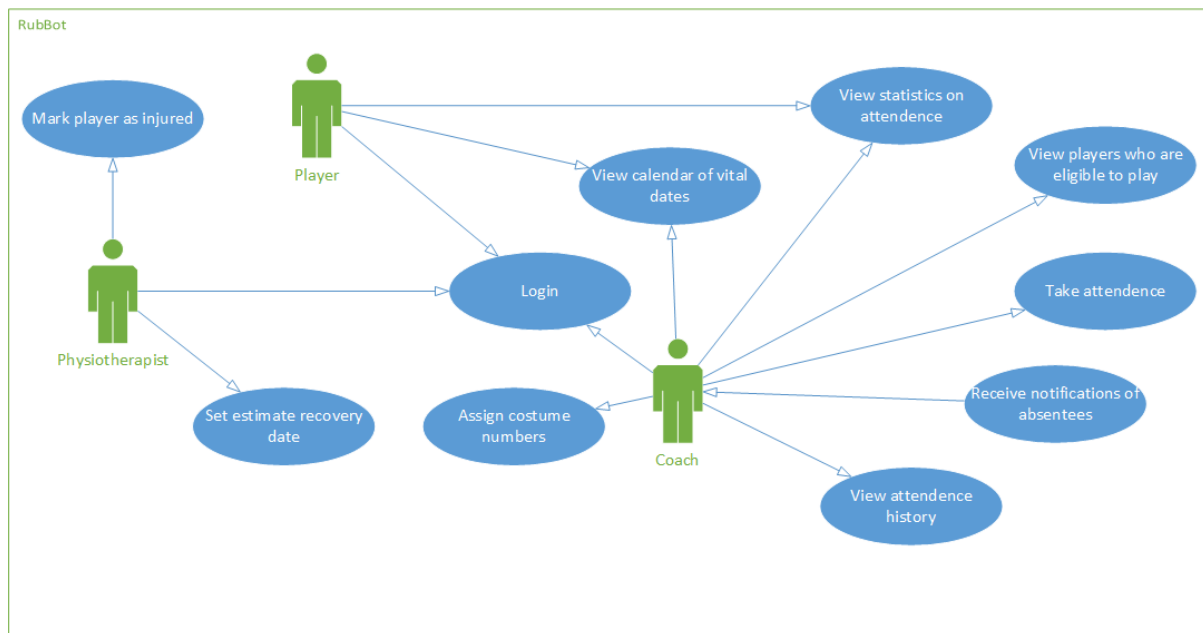 RubBot
Mark player as injured
Player
View statistics on
attendence
View players who are
eligible to play
View calendar of vital
dates
Login
Take attendence
Physiotherapist
Set estimate recovery
date
Assign costume
numbers
Coach
Receive notifications of
absentees
View attendence
history